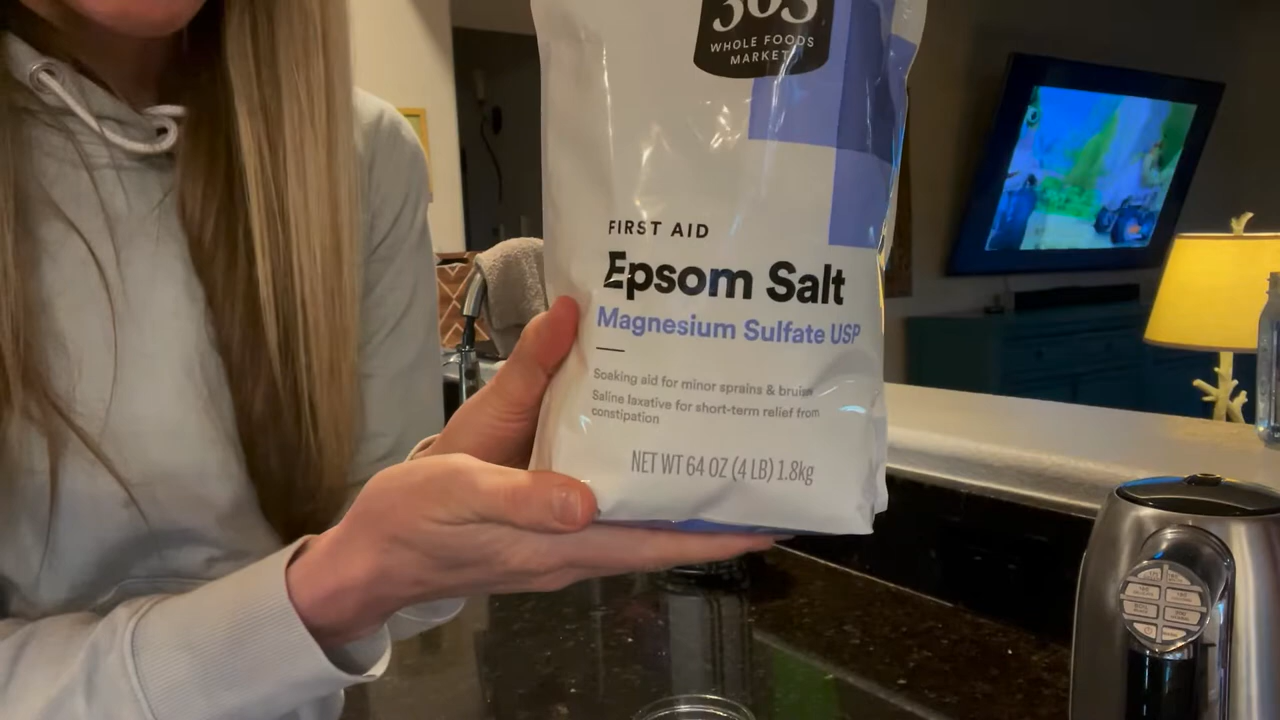 365
WHOLE FOODS
MARKET
FIRST AID
Epsom Salt
Magnesium Sulfate USP
Soaking aid for minor sprains & bruises
Saline laxative for short-term relief from
constipation
NET WT 64 OZ (4 LB) 1.8kg